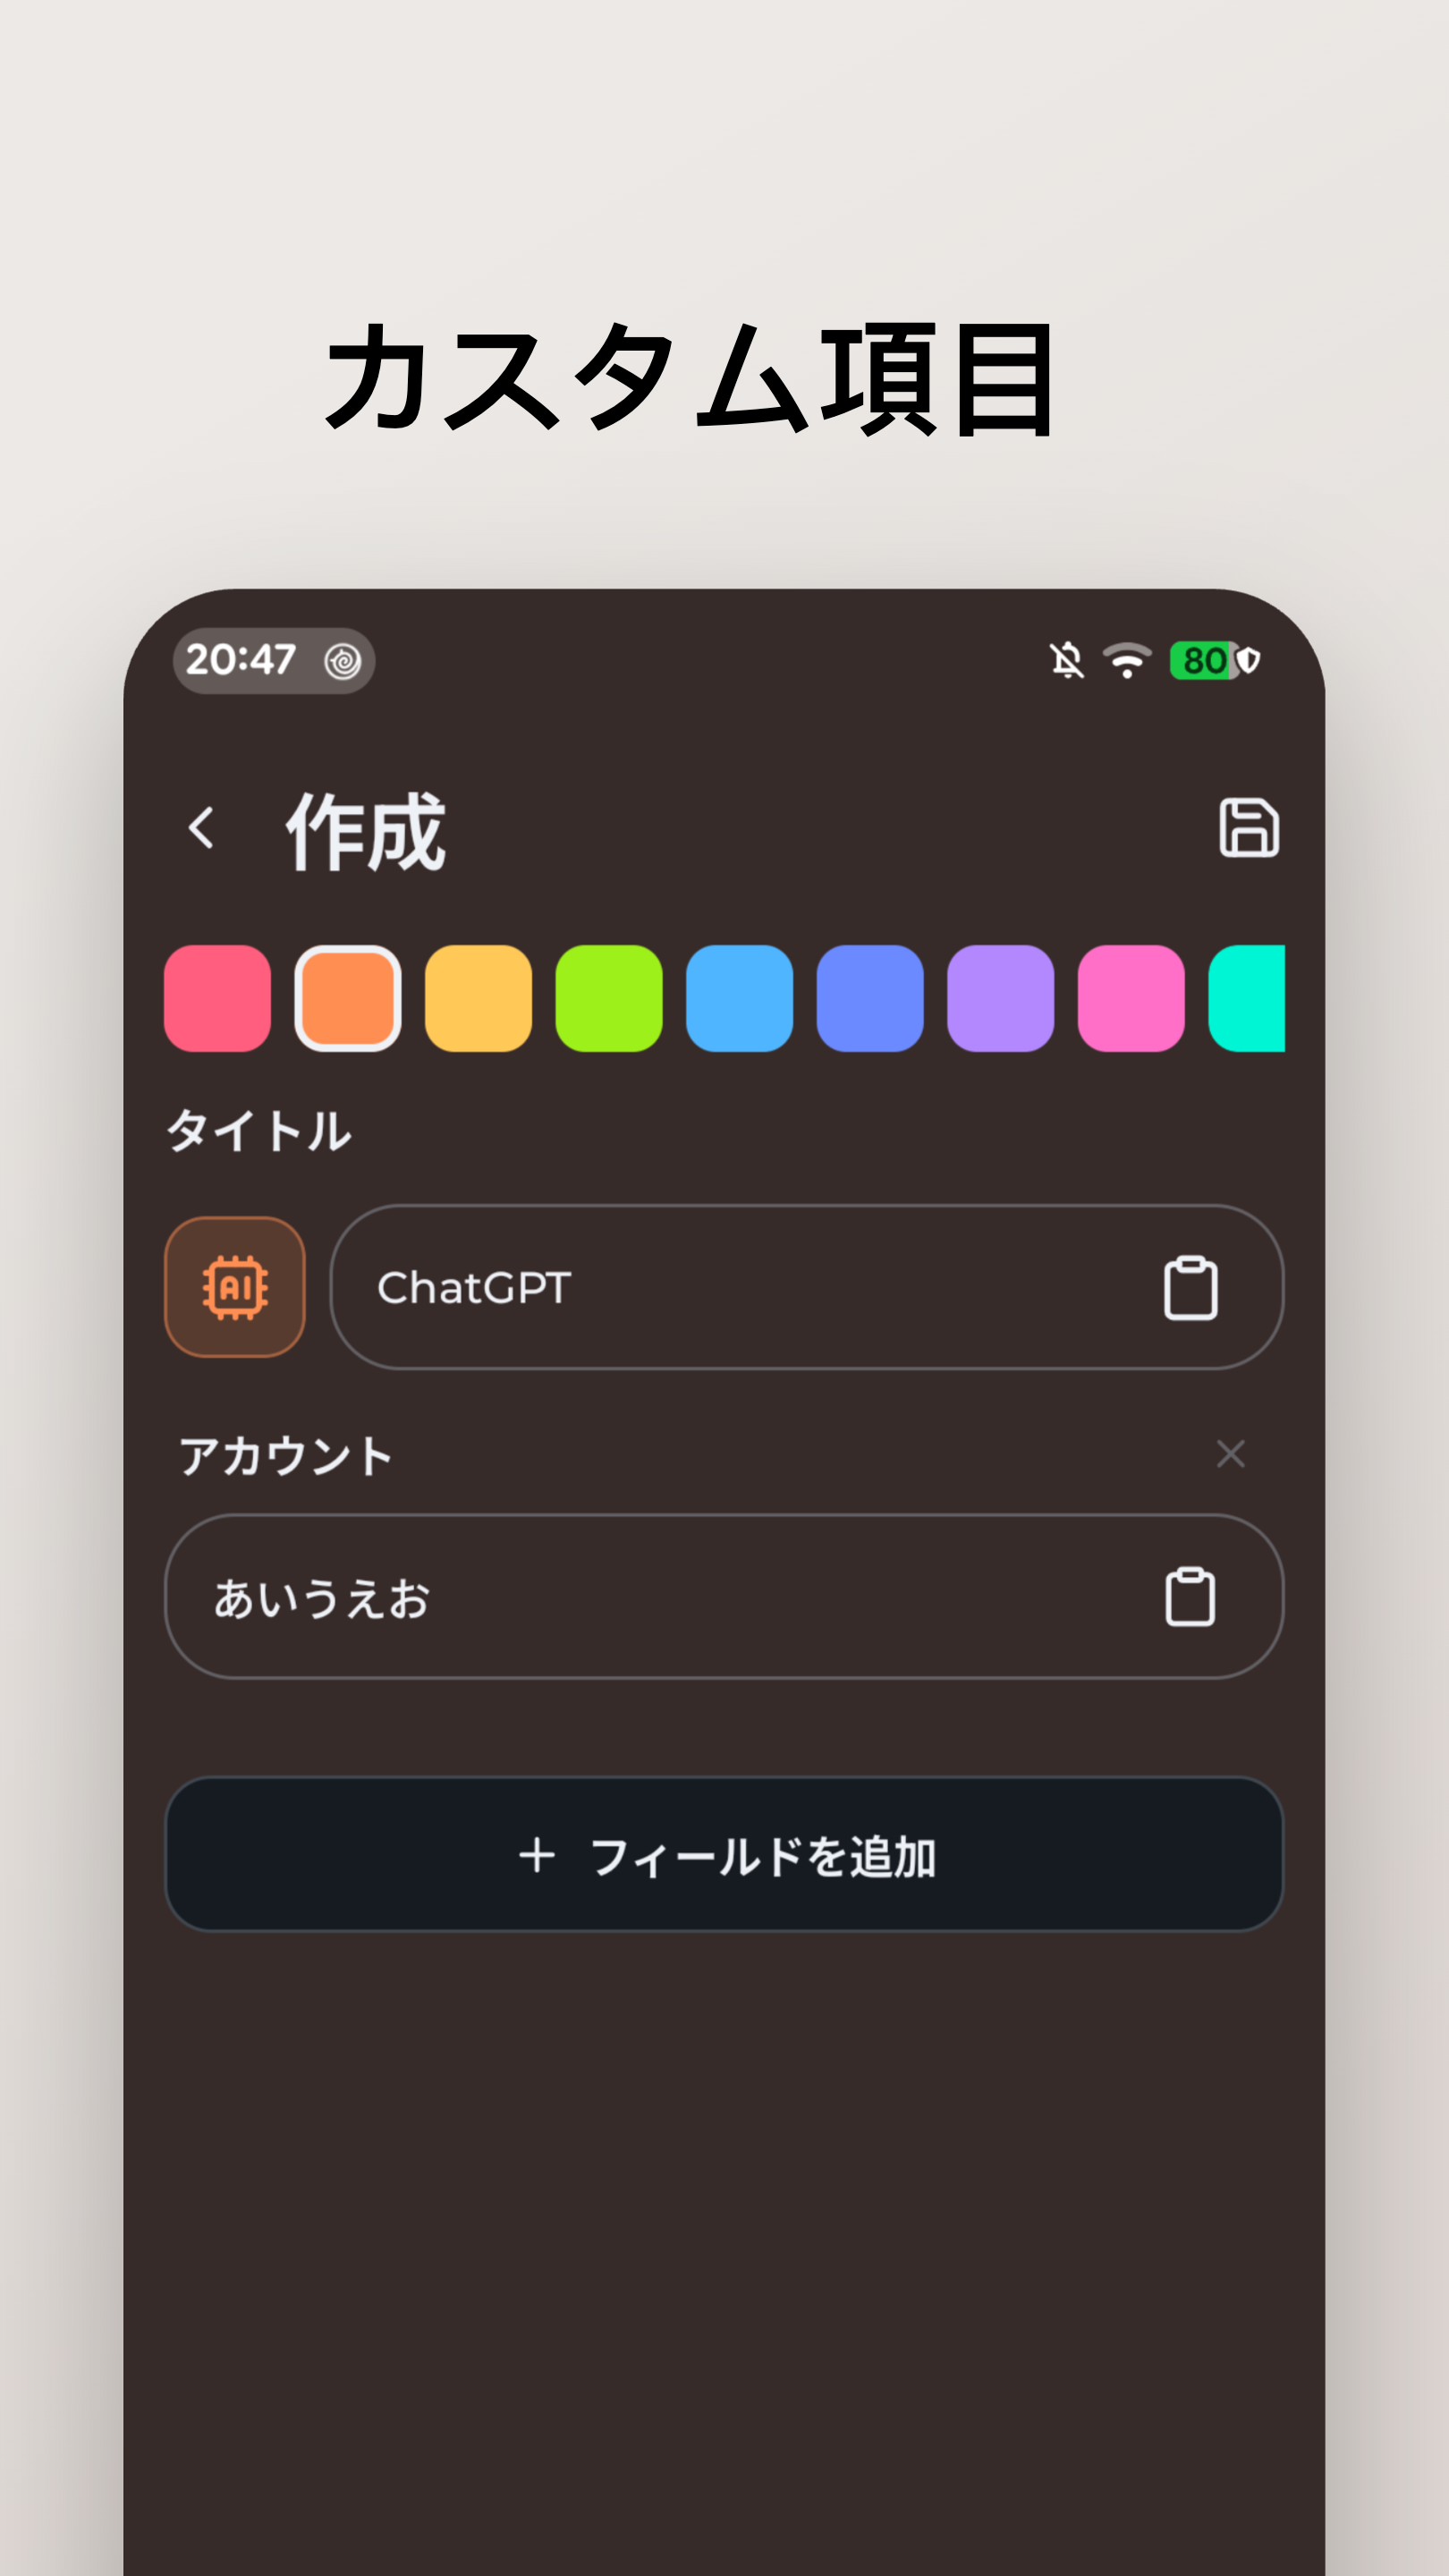 カスタム項目
20:47
80
作成
タイトル
AI
ChatGPT
アカウント
あいうえお
+ フィールドを追加